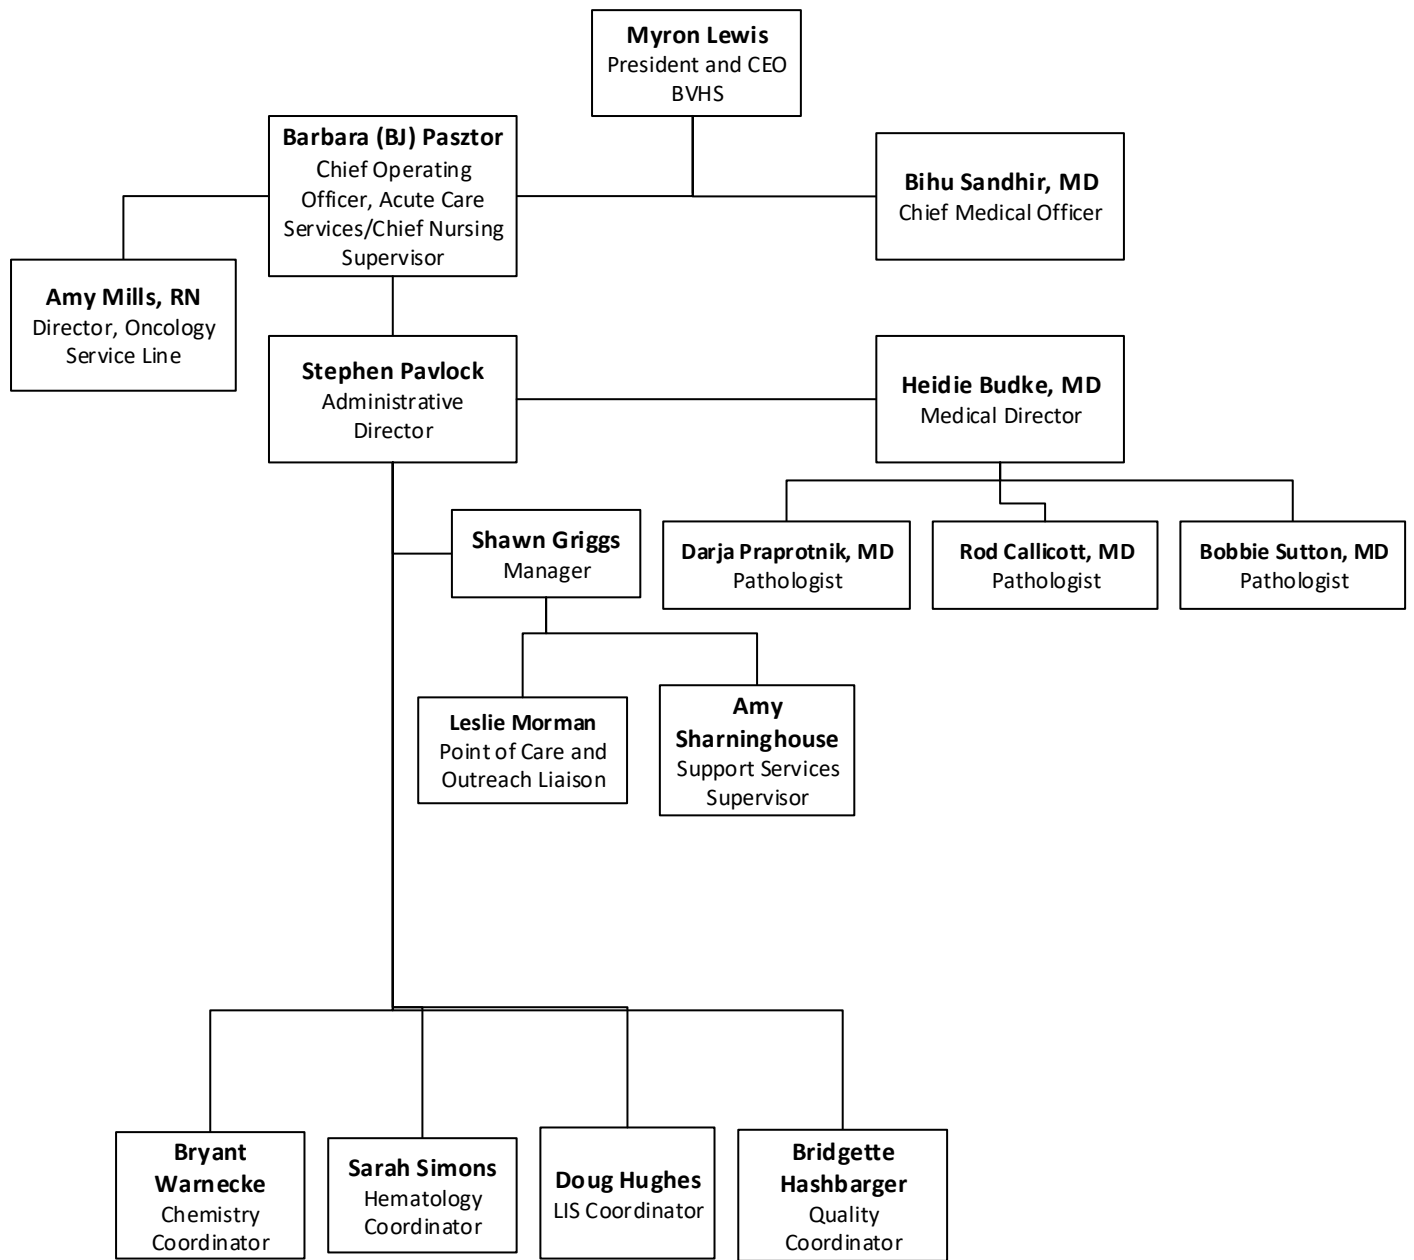 Myron Lewis
President and CEO
BVHS
Barbara (BJ) Pasztor
Chief Operating
Officer, Acute Care
Services/Chief Nursing
Supervisor
Bihu Sandhir, MD
Chief Medical Officer
Amy Mills, RN
Director, Oncology
Service Line
Stephen Pavlock
Administrative
Director
Heidie Budke, MD
Medical Director
Shawn Griggs
Manager
Darja Praprotnik, MD
Pathologist
Rod Callicott, MD
Pathologist
Bobbie Sutton, MD
Pathologist
Leslie Morman
Point of Care and
Outreach Liaison
Amy
Sharninghouse
Support Services
Supervisor
Bryant
Warnecke
Chemistry
Coordinator
Sarah Simons
Hematology
Coordinator
Doug Hughes
LIS Coordinator
Bridgette
Hashbarger
Quality
Coordinator